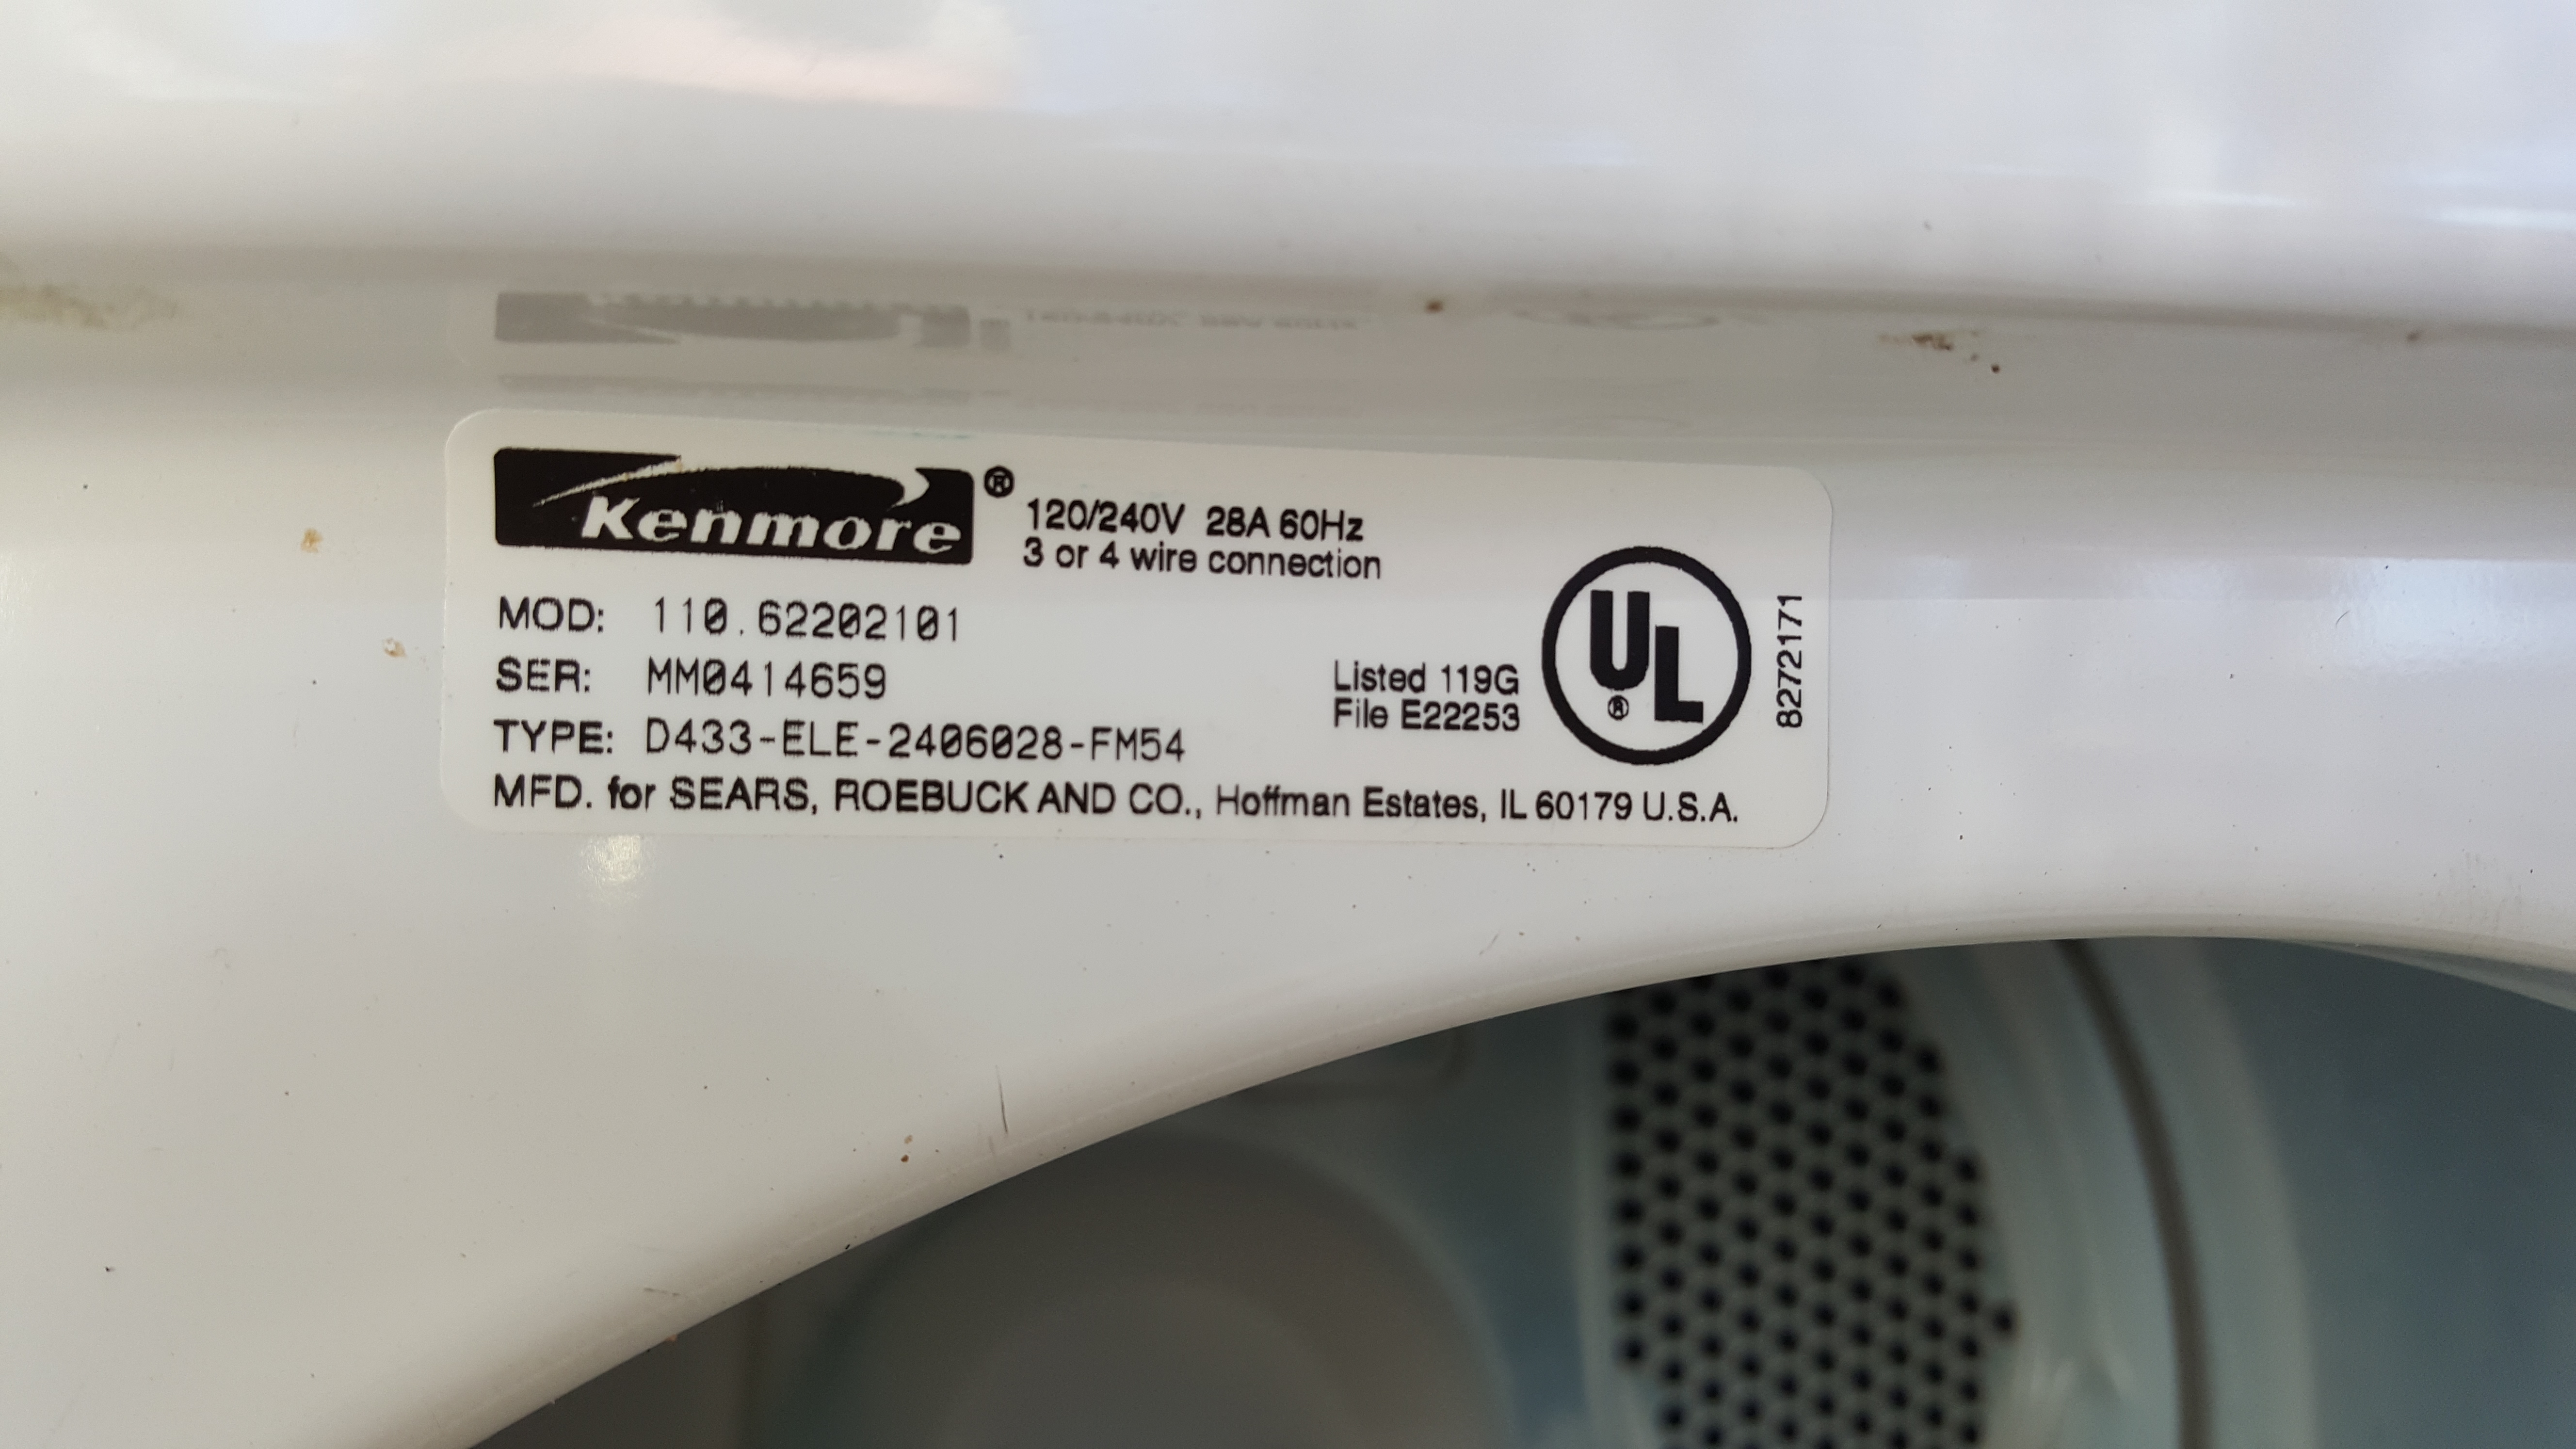 Kenmore®
120/240V 28A 60Hz
3 or 4 wire connection
MOD: 110.62202101
SER: MM0414659
TYPE: D433-ELE-2406028-FM54
Listed 119G
File E22253
UL®
8272171
MFD. for SEARS, ROEBUCK AND CO., Hoffman Estates, IL 60179 U.S.A.